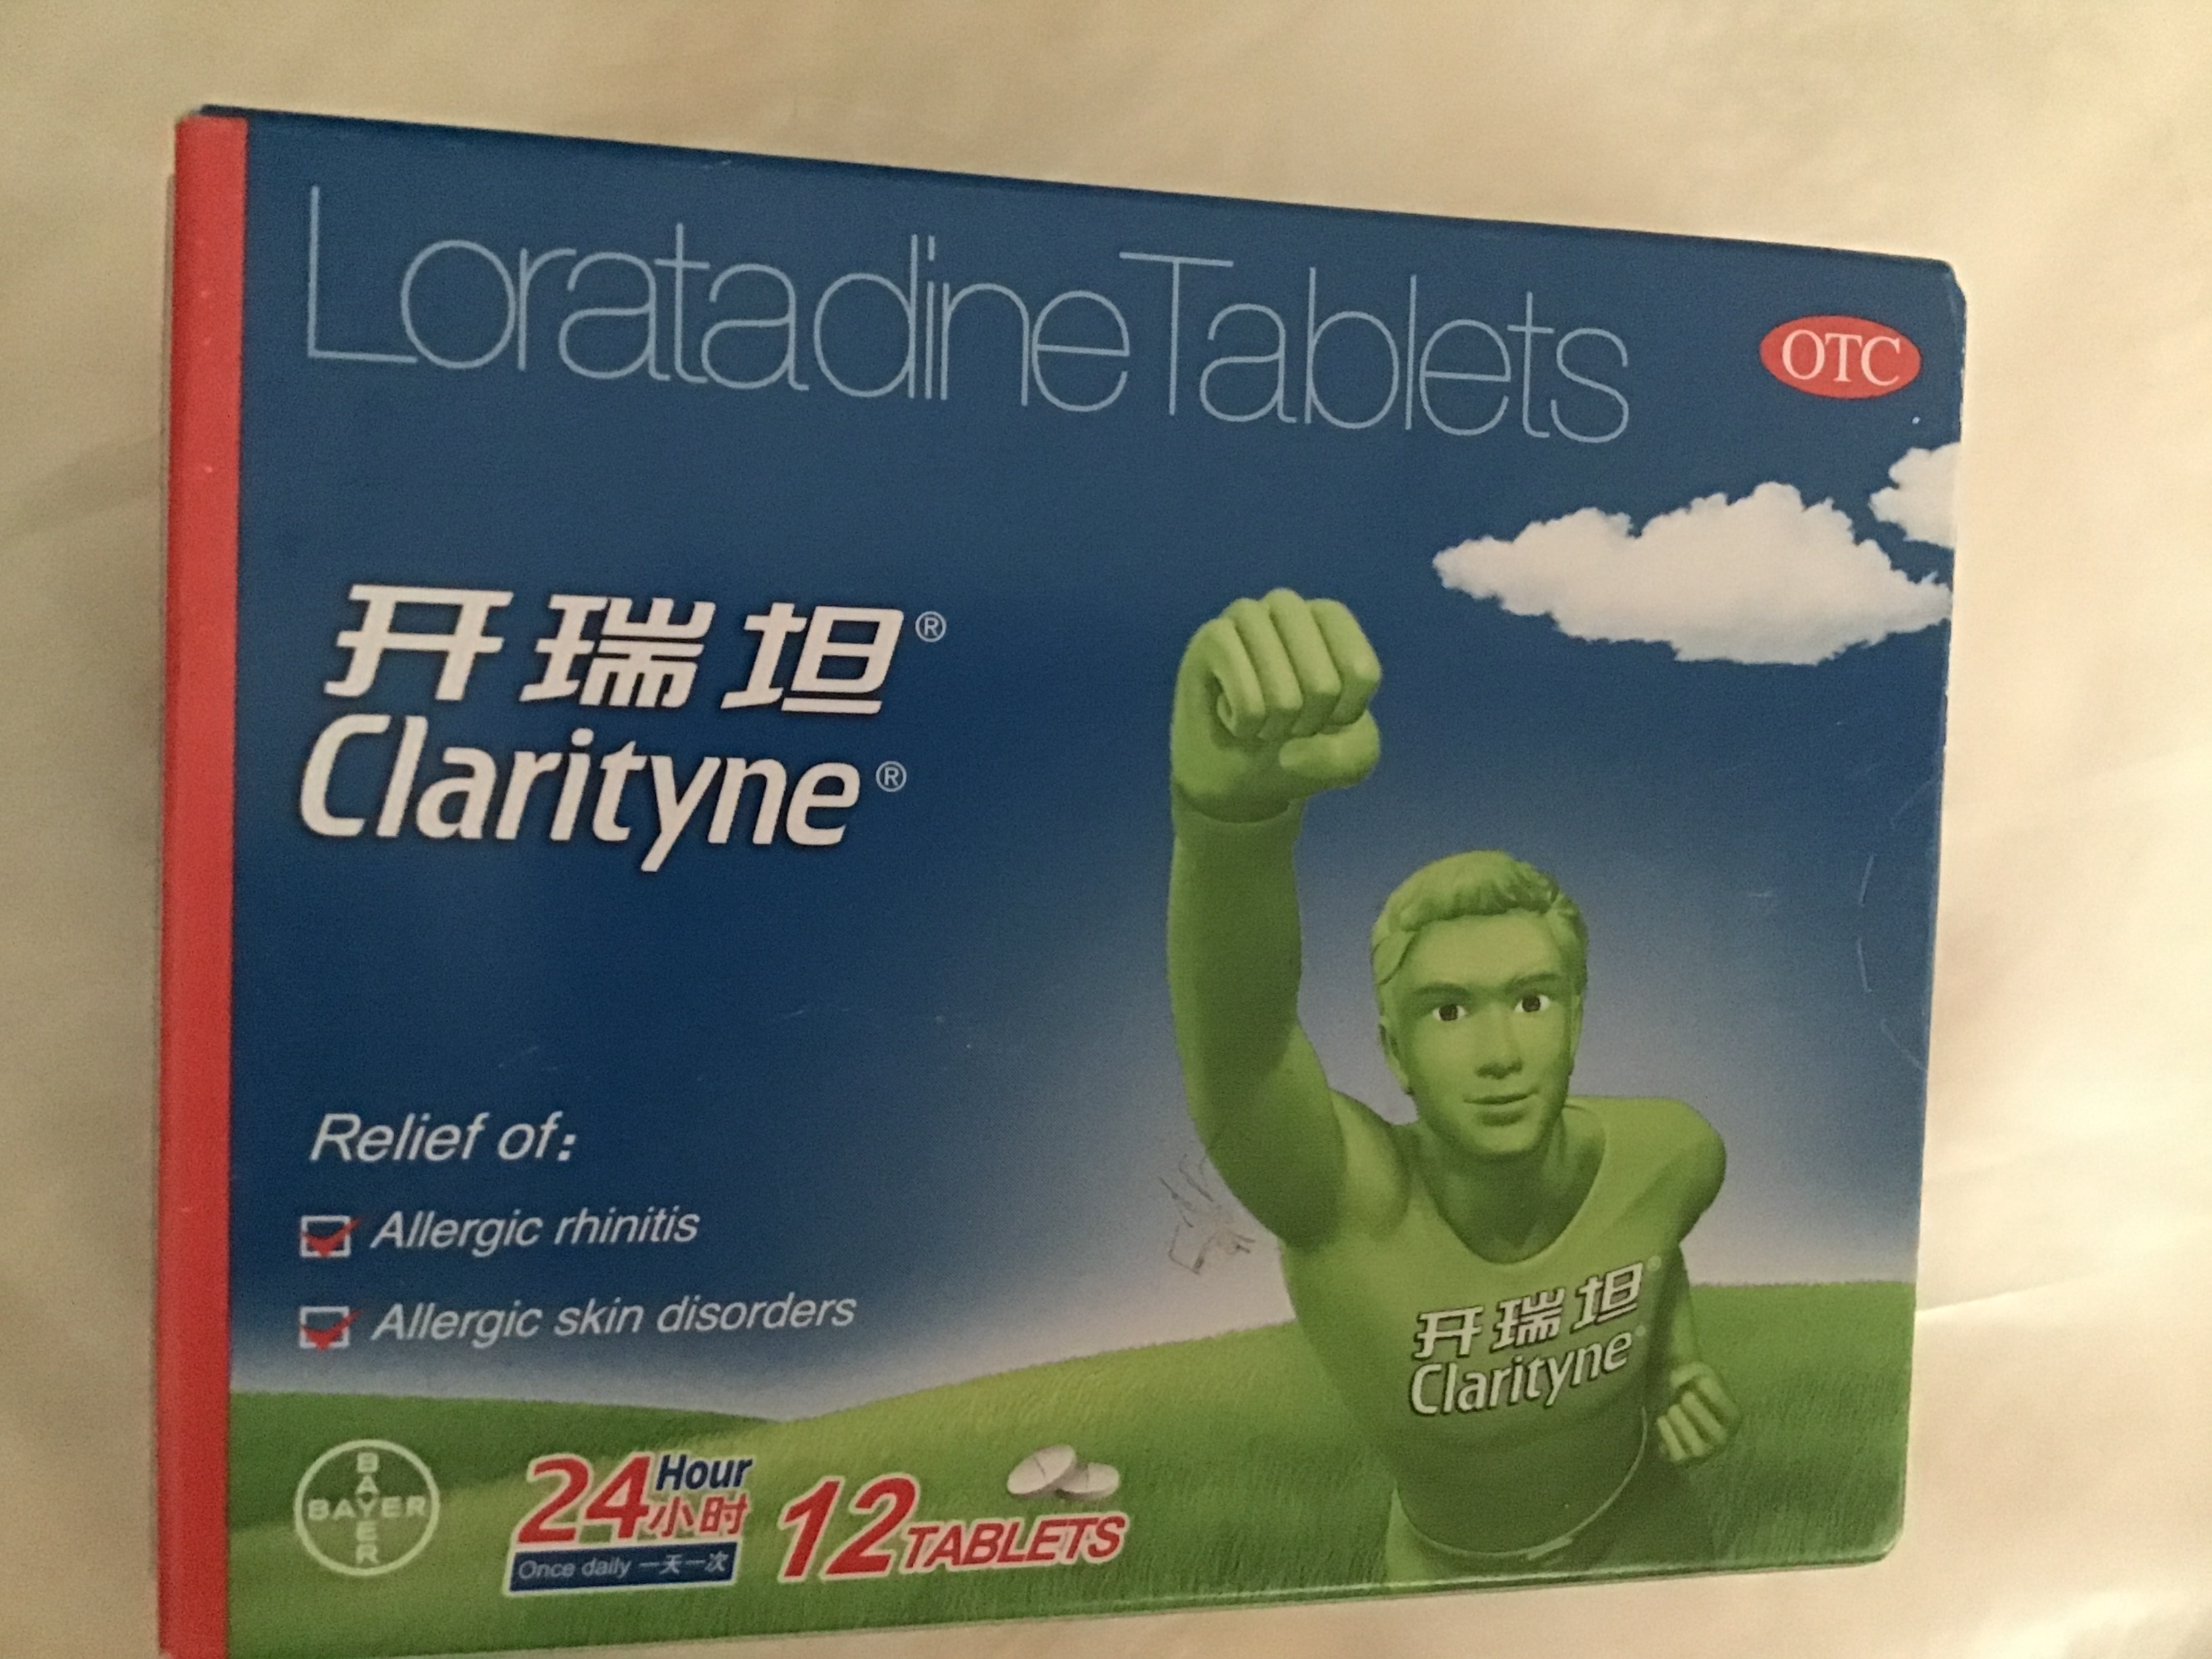 Loratadine Tablets
OTC
开瑞坦®
Clarityne®
Relief of:
Allergic rhinitis
Allergic skin disorders
开瑞坦®
Clarityne®
BAYER
BAYER
24 Hour
小时
Once daily 一天一次
12 TABLETS